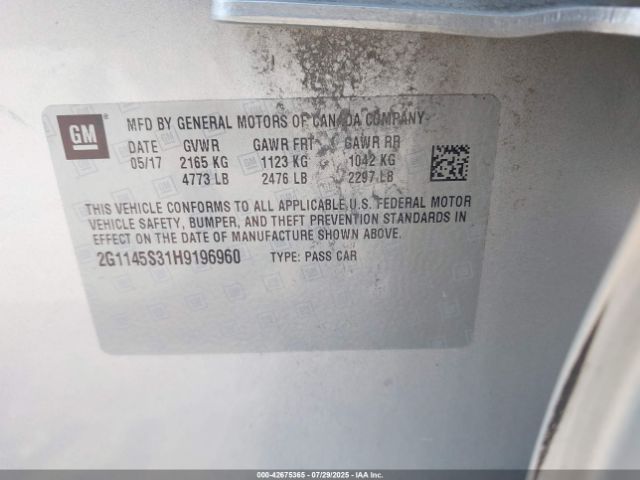 GM
MFD BY GENERAL MOTORS OF CANADA COMPANY
DATE GVWR GAWR FRT GAWR RR
05/17 2165 KG 1123 KG 1042 KG
4773 LB 2476 LB 2297 LB
THIS VEHICLE CONFORMS TO ALL APPLICABLE U.S. FEDERAL MOTOR
VEHICLE SAFETY, BUMPER, AND THEFT PREVENTION STANDARDS IN
EFFECT ON THE DATE OF MANUFACTURE SHOWN ABOVE.
2G1145S31H9196960 TYPE: PASS CAR
000-42675365 07/29/2025 IAAI.COM